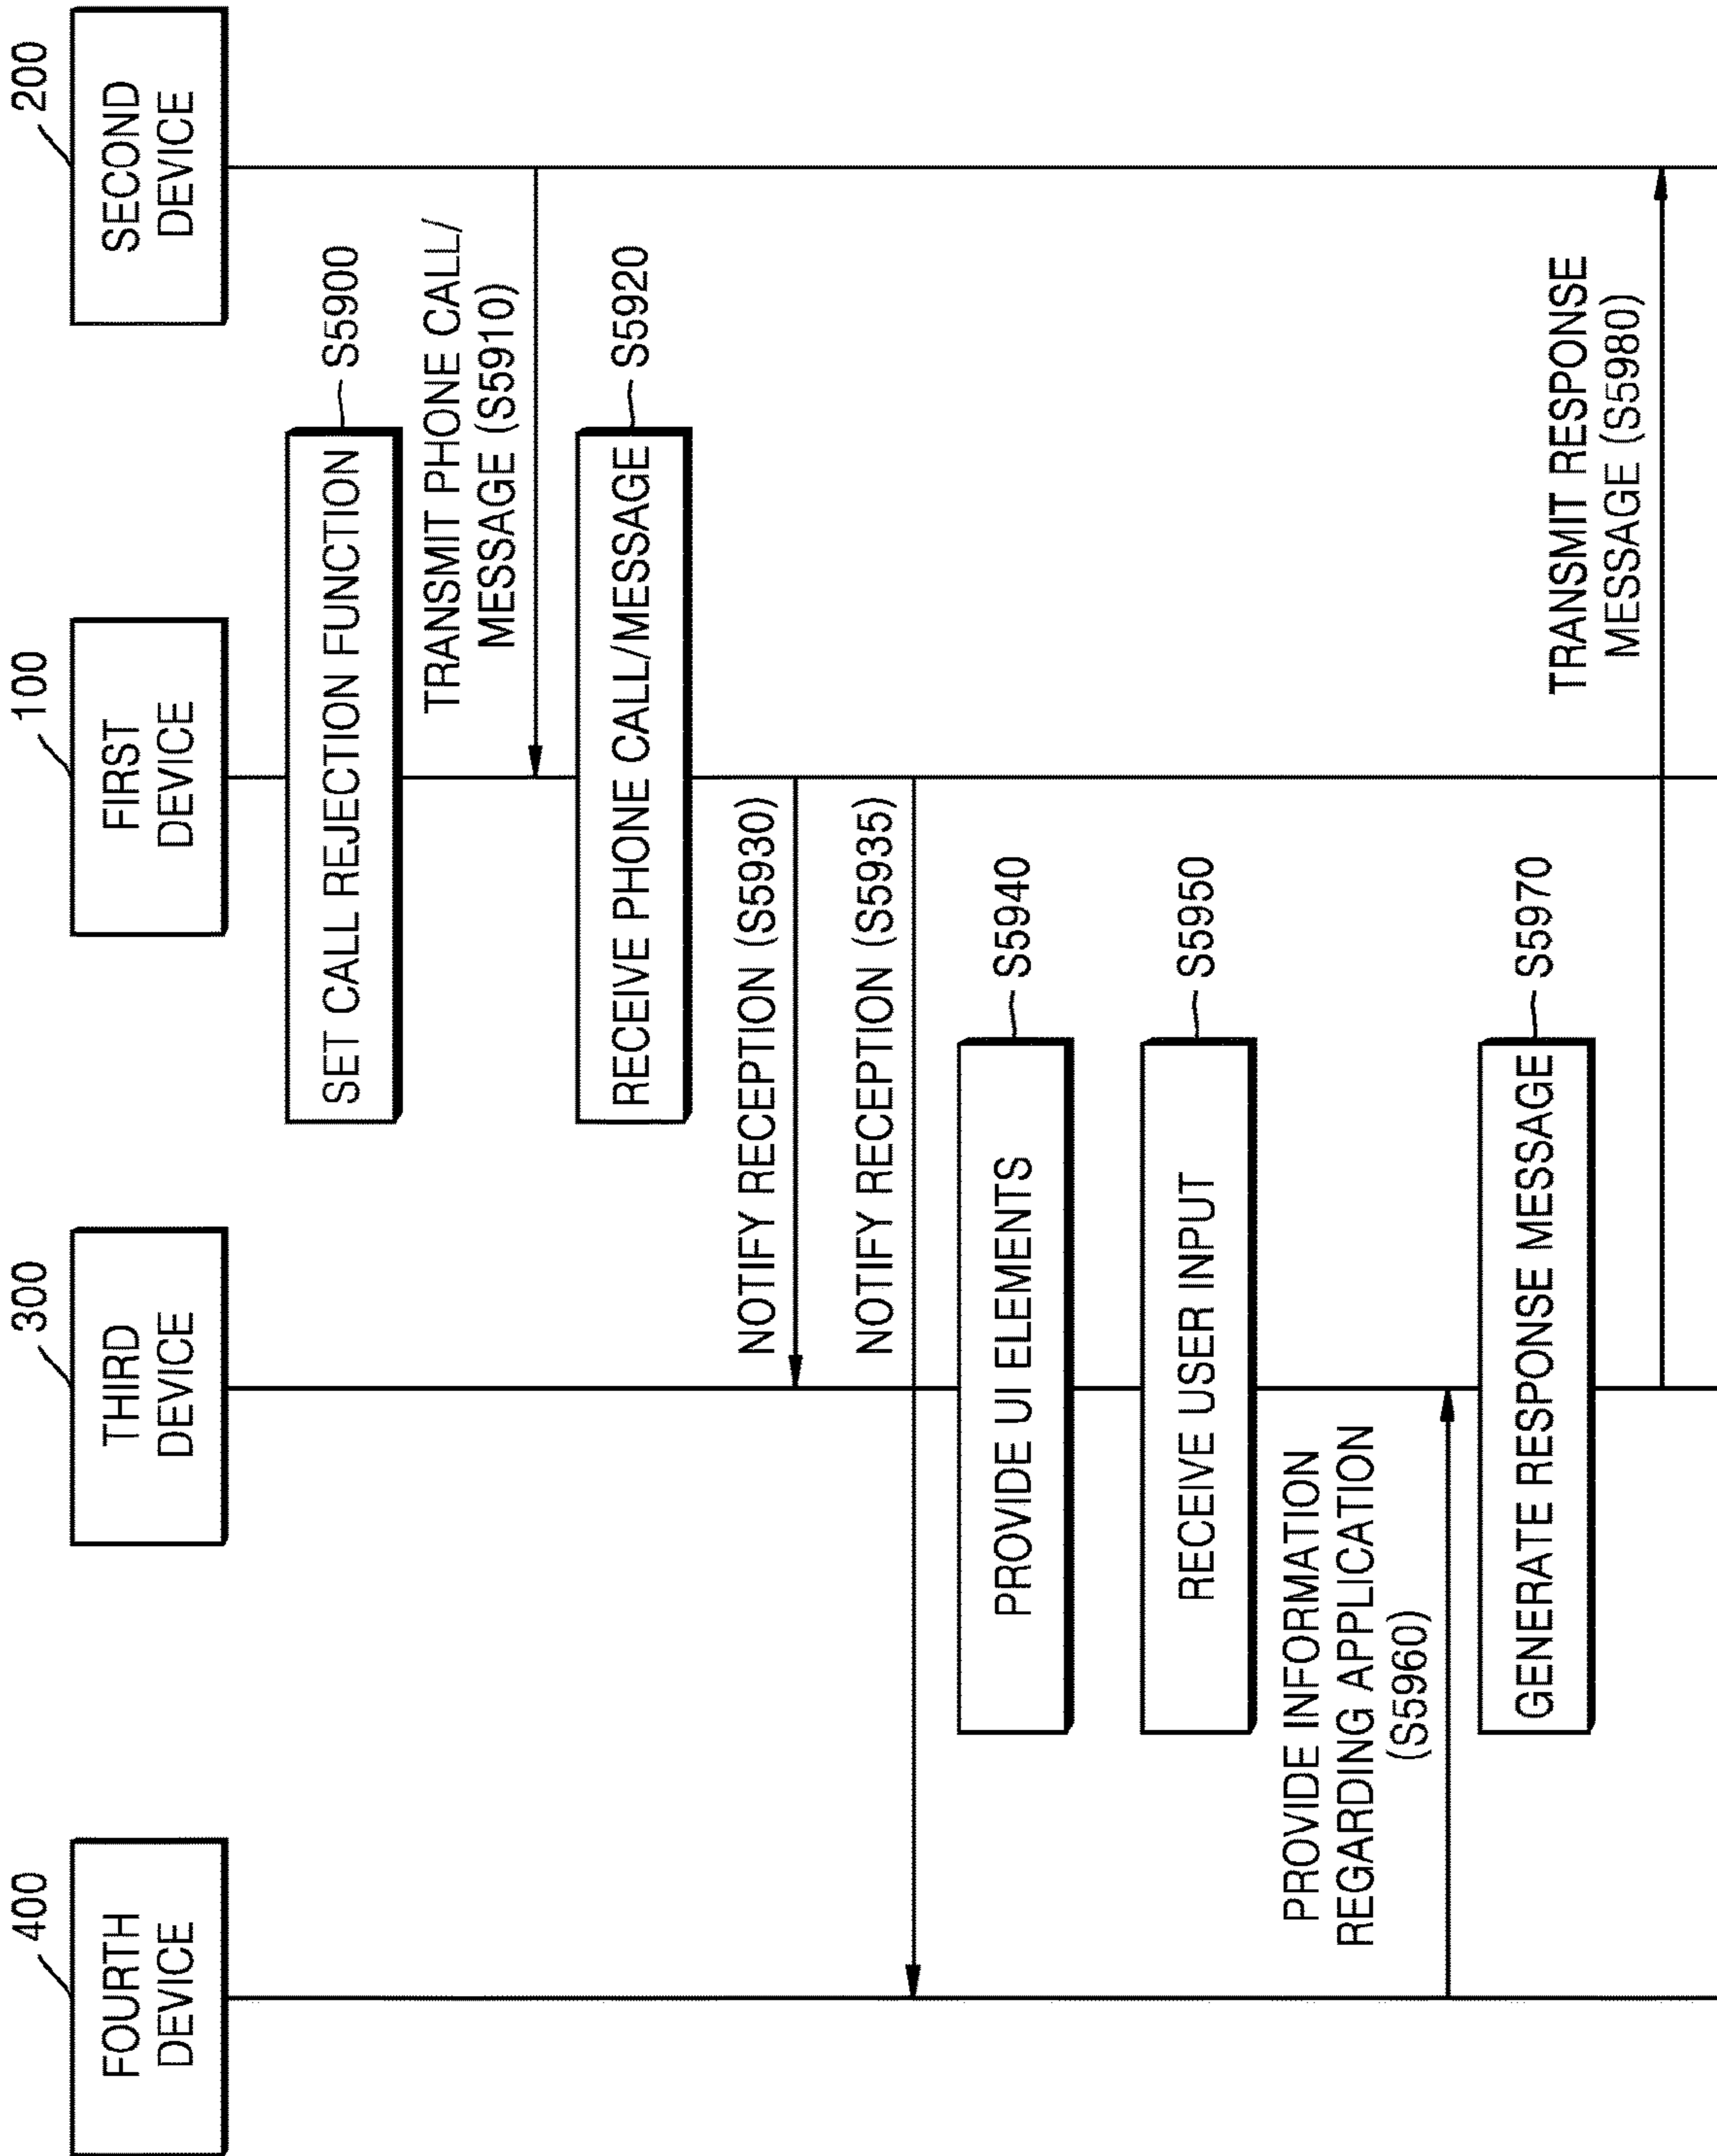 400
FOURTH
DEVICE
300
THIRD
DEVICE
100
FIRST
DEVICE
200
SECOND
DEVICE
SET CALL REJECTION FUNCTION
S5900
TRANSMIT PHONE CALL/
MESSAGE (S5910)
RECEIVE PHONE CALL/MESSAGE
S5920
NOTIFY RECEPTION (S5930)
NOTIFY RECEPTION (S5935)
PROVIDE UI ELEMENTS
S5940
RECEIVE USER INPUT
S5950
PROVIDE INFORMATION
REGARDING APPLICATION
(S5960)
GENERATE RESPONSE MESSAGE
S5970
TRANSMIT RESPONSE
MESSAGE (S5980)